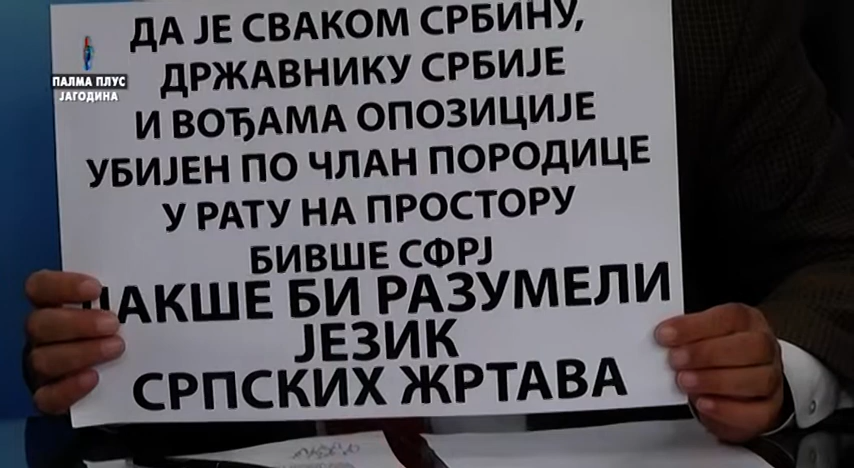 ПАЛМА ПЛУС
ЈАГОДИНА
ДА ЈЕ СВАКОМ СРБИНУ,
ДРЖАВНИКУ СРБИЈЕ
И ВОЂАМА ОПОЗИЦИЈЕ
УБИЈЕН ПО ЧЛАН ПОРОДИЦЕ
У РАТУ НА ПРОСТОРУ
БИВШЕ СФРЈ
БИ РАЗУМЕЛИ
ЈЕЗИК
СРПСКИХ ЖРТАВА